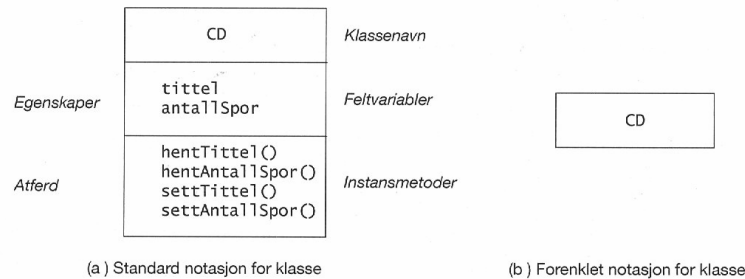 CD
Klassenavn
Egenskaper
tittel
antallSpor
Feltvariabler
Atferd
hentTittel()
hentAntallSpor()
settTittel()
settAntallSpor()
Instansmetoder
(a ) Standard notasjon for klasse
CD
(b ) Forenklet notasjon for klasse